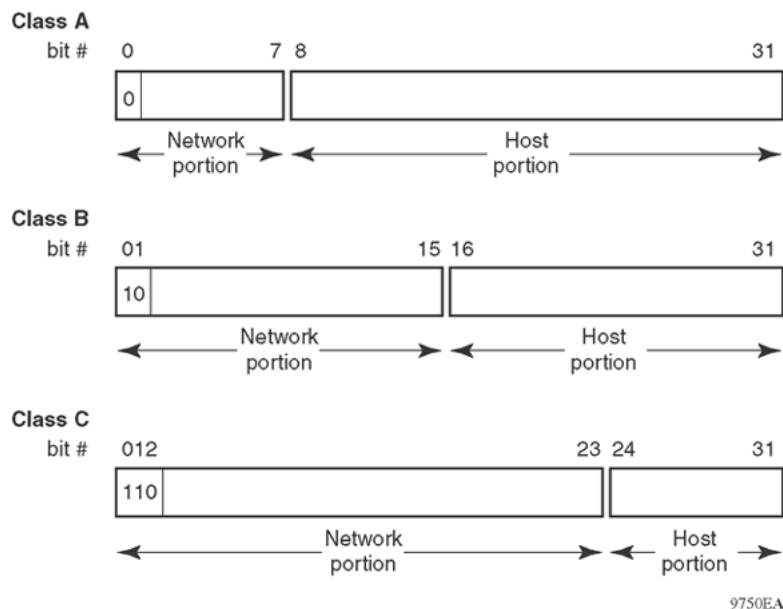 Class A
bit # 0 7 8 31
0
Network portion
Host portion
Class B
bit # 01 15 16 31
10
Network portion
Host portion
Class C
bit # 012 23 24 31
110
Network portion
Host portion
9750EA